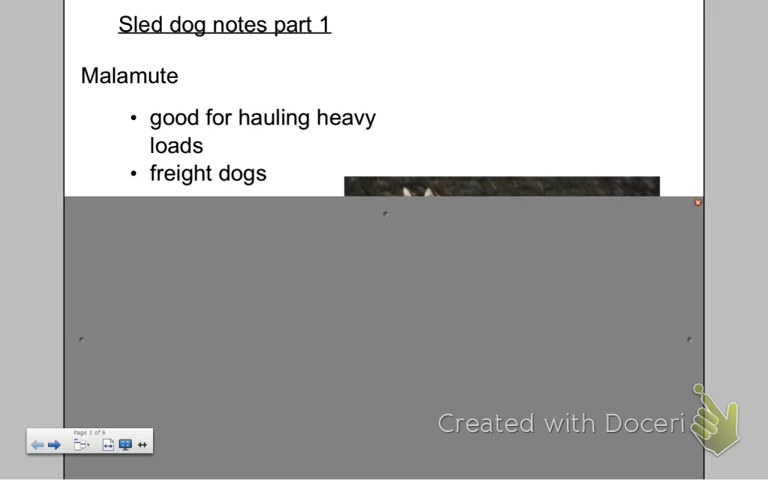 Sled dog notes part 1
Malamute
• good for hauling heavy
loads
• freight dogs
Created with Doceri
Page 1 of 6